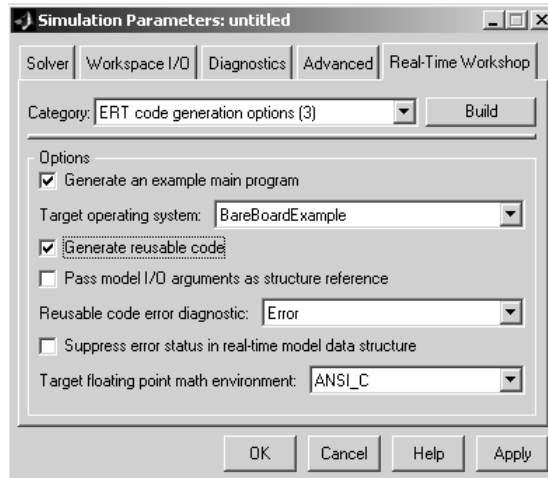 Simulation Parameters: untitled
Solver Workspace I/O Diagnostics Advanced Real-Time Workshop
Category: ERT code generation options (3) Build
Options
Generate an example main program
Target operating system: BareBoardExample
Generate reusable code
Pass model I/O arguments as structure reference
Reusable code error diagnostic: Error
Suppress error status in real-time model data structure
Target floating point math environment: ANSI_C
OK Cancel Help Apply